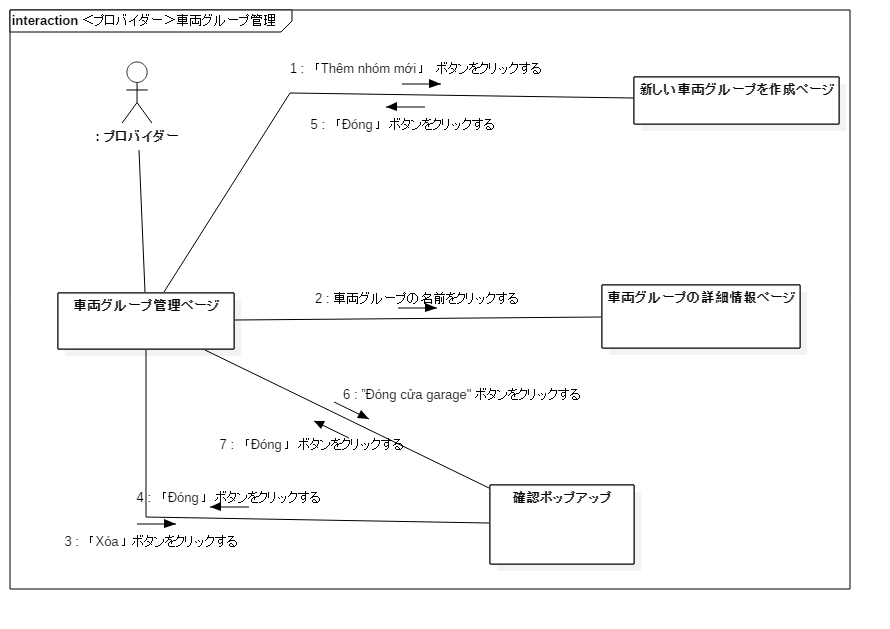 interaction ＜プロバイダー＞車両グループ管理
1 : 「Thêm nhóm mới」 ボタンをクリックする
新しい車両グループを作成ページ
5 : 「Đóng」 ボタンをクリックする
: プロバイダー
2 : 車両グループの名前をクリックする
車両グループの詳細情報ページ
車両グループ管理ページ
6 : ”Đóng cửa garage" ボタンをクリックする
7 : 「Đóng」 ボタンをクリックする
4 : 「Đóng」 ボタンをクリックする
確認ポップアップ
3 : 「Xóa」ボタンをクリックする